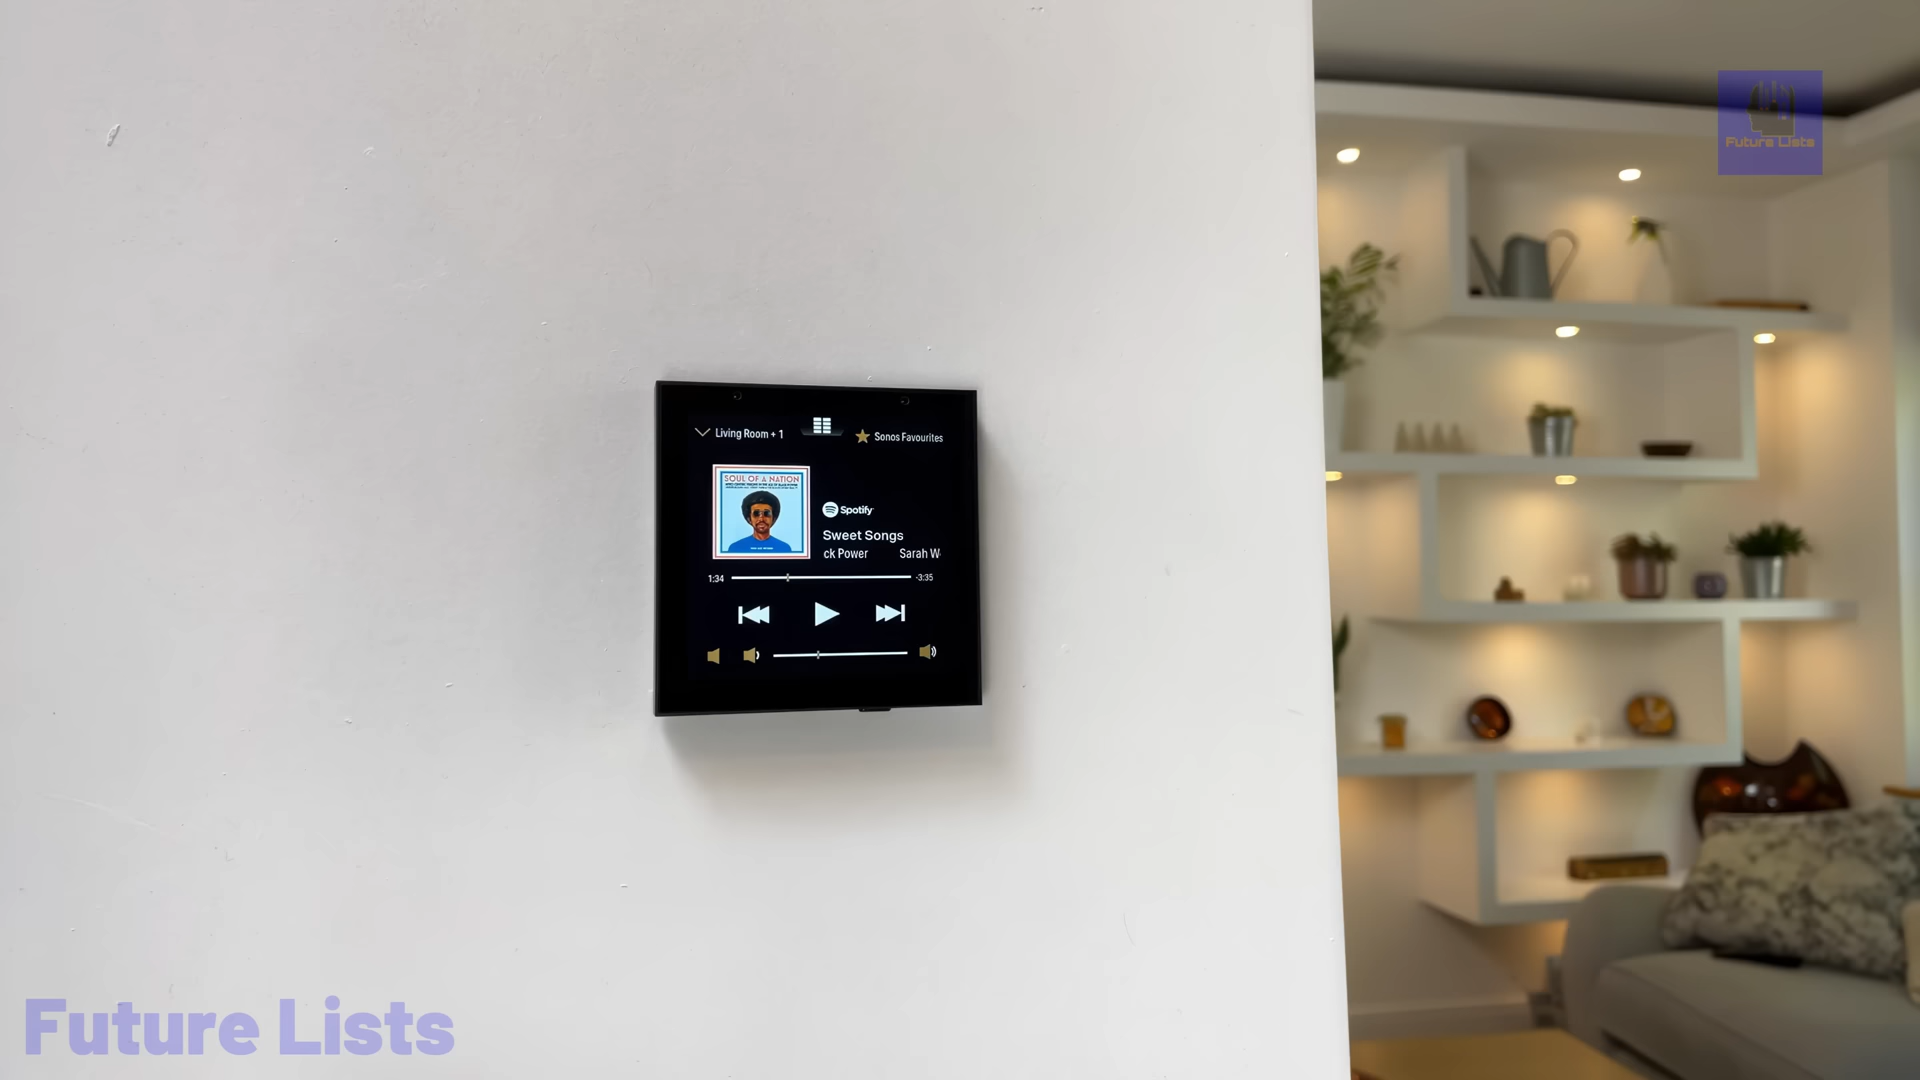 Future Lists
Living Room + 1
Sonos Favourites
SOUL OF A NATION
Spotify
Sweet Songs
ck Power Sarah W
1:34
-3:35
Future Lists